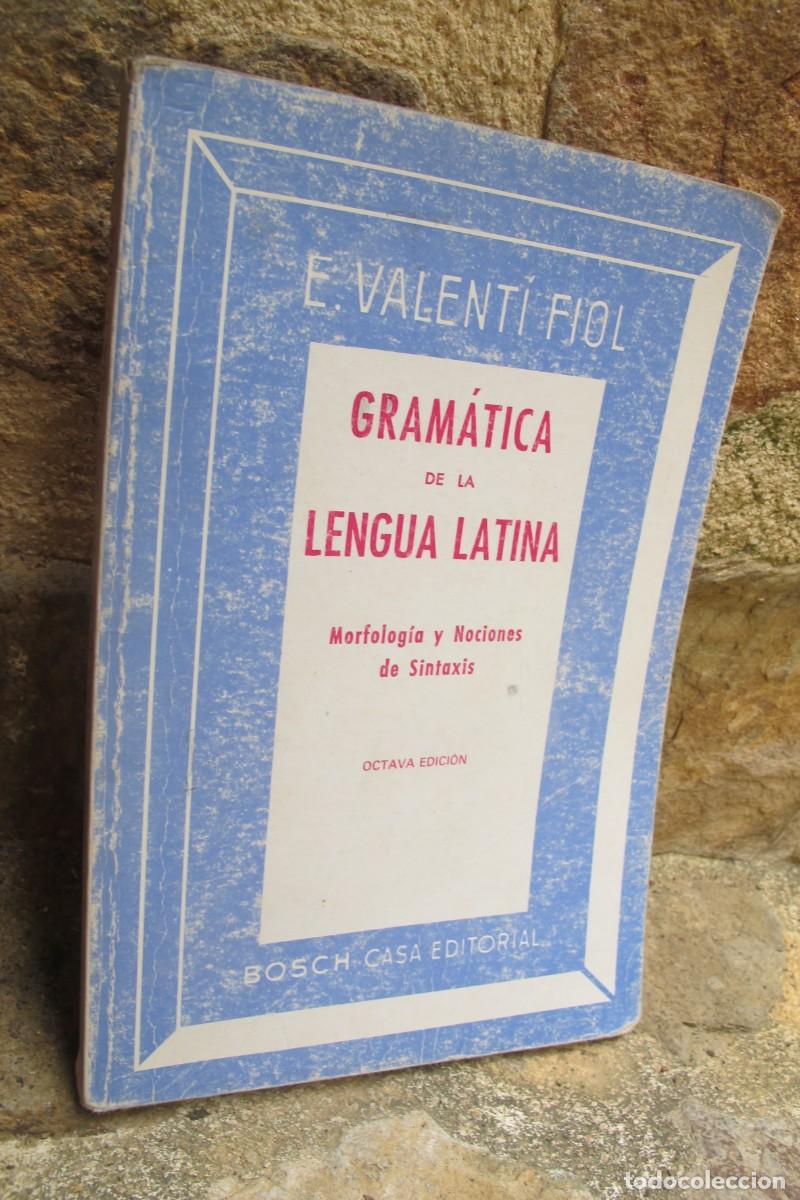 E. VALENTÍ FIOL
GRAMÁTICA
DE LA
LENGUA LATINA
Morfología y Nociones
de Sintaxis
OCTAVA EDICIÓN
BOSCH. CASA EDITORIAL
todocoleccion